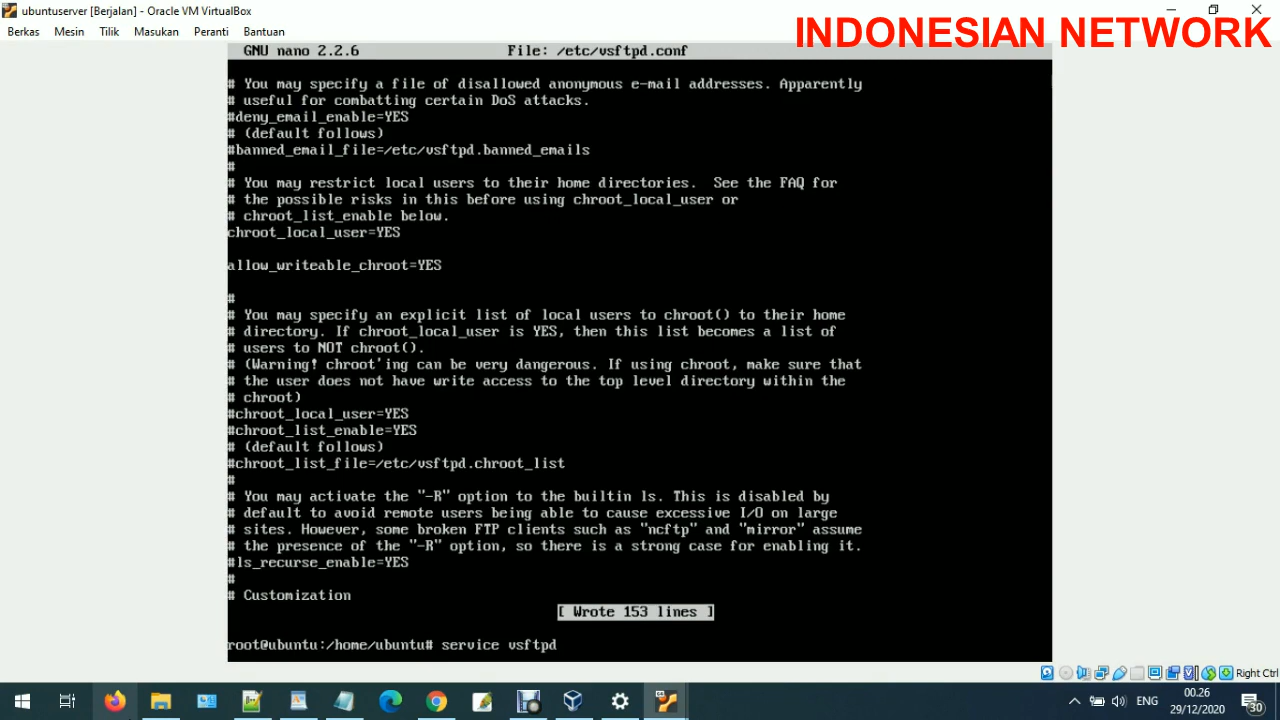 ubuntuserver [Berjalan] - Oracle VM VirtualBox
Berkas Mesin Tilik Masukan Peranti Bantuan
INDONESIAN NETWORK
GNU nano 2.2.6 File: /etc/vsftpd.conf
# You may specify a file of disallowed anonymous e-mail addresses. Apparently
# useful for combatting certain DoS attacks.
#deny_email_enable=YES
# (default follows)
#banned_email_file=/etc/vsftpd.banned_emails
#
# You may restrict local users to their home directories.  See the FAQ for
# the possible risks in this before using chroot_local_user or
# chroot_list_enable below.
chroot_local_user=YES
allow_writeable_chroot=YES
#
# You may specify an explicit list of local users to chroot() to their home
# directory. If chroot_local_user is YES, then this list becomes a list of
# users to NOT chroot().
# (Warning! chroot'ing can be very dangerous. If using chroot, make sure that
# the user does not have write access to the top level directory within the
# chroot)
#chroot_local_user=YES
#chroot_list_enable=YES
# (default follows)
#chroot_list_file=/etc/vsftpd.chroot_list
#
# You may activate the "-R" option to the builtin ls. This is disabled by
# default to avoid remote users being able to cause excessive I/O on large
# sites. However, some broken FTP clients such as "ncftp" and "mirror" assume
# the presence of the "-R" option, so there is a strong case for enabling it.
#ls_recurse_enable=YES
#
# Customization
[ Wrote 153 lines ]
root@ubuntu:/home/ubuntu# service vsftpd
Right Ctrl
ENG
00.26
29/12/2020
30